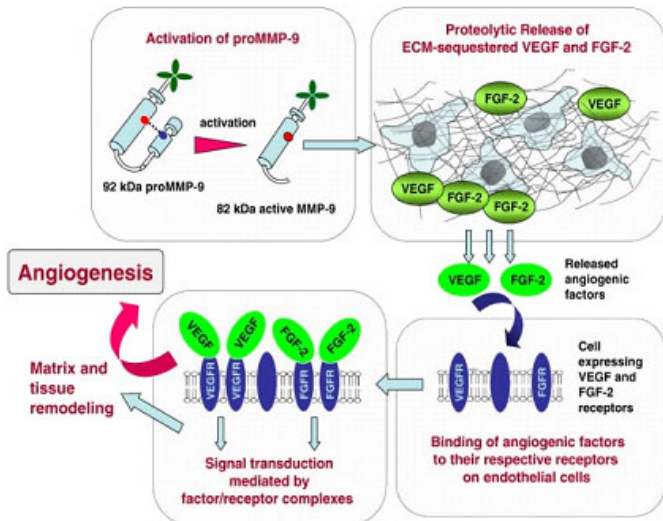 Activation of proMMP-9
activation
92 kDa proMMP-9
82 kDa active MMP-9
Proteolytic Release of
ECM-sequestered VEGF and FGF-2
FGF-2
VEGF
VEGF
FGF-2
FGF-2
VEGF
FGF-2
Released
angiogenic
factors
VEGFR
FGFR
Cell
expressing
VEGF and
FGF-2
receptors
Binding of angiogenic factors
to their respective receptors
on endothelial cells
VEGF
VEGF
FGF-2
FGF-2
VEGFR
VEGFR
FGFR
FGFR
Signal transduction
mediated by
factor/receptor complexes
Angiogenesis
Matrix and
tissue
remodeling